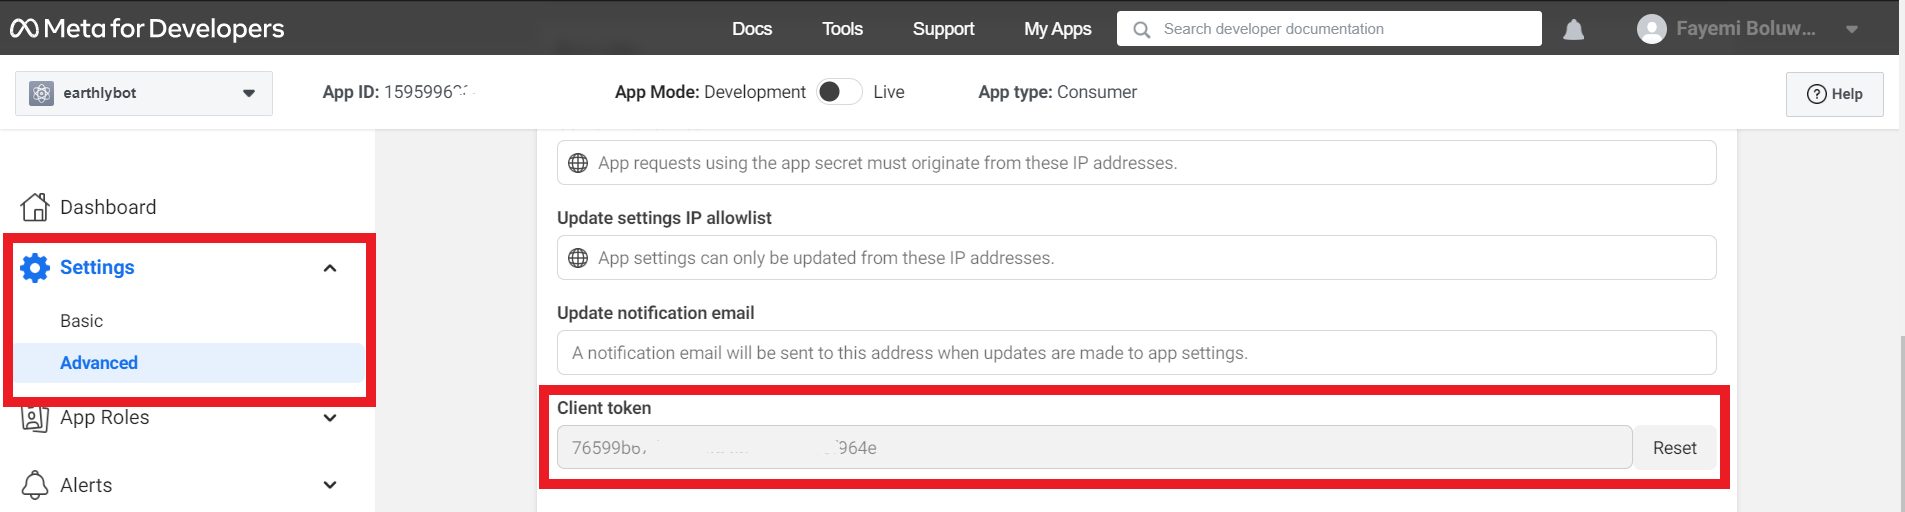 Meta for Developers
Docs Tools Support My Apps
Search developer documentation
Fayemi Boluw...
earthlybot
App ID: 1595996
App Mode: Development Live
App type: Consumer
Help
Dashboard
Settings
Basic
Advanced
App Roles
Alerts
App requests using the app secret must originate from these IP addresses.
Update settings IP allowlist
App settings can only be updated from these IP addresses.
Update notification email
A notification email will be sent to this address when updates are made to app settings.
Client token
76599b 964e
Reset